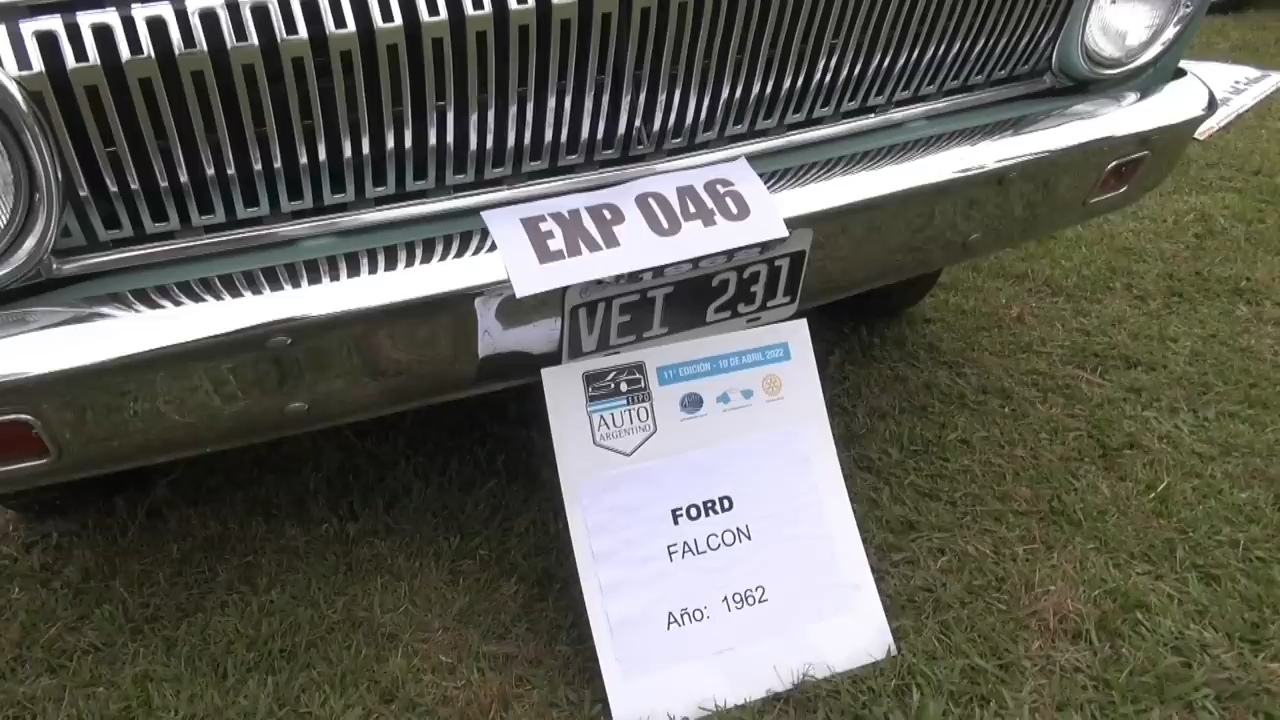 EXP 046
VEI 231
11° EDICIÓN - 10 DE ABRIL 2022
EXPO
AUTO
ARGENTINO
FORD
FALCON
Año: 1962